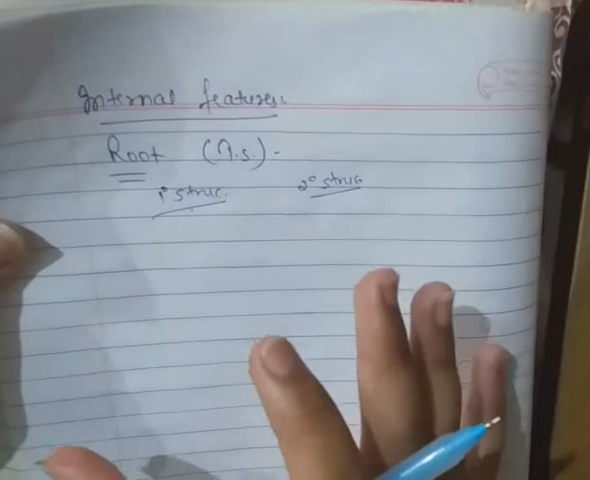 Internal features:
Root (T.S.).
1° struc. 2° struc.